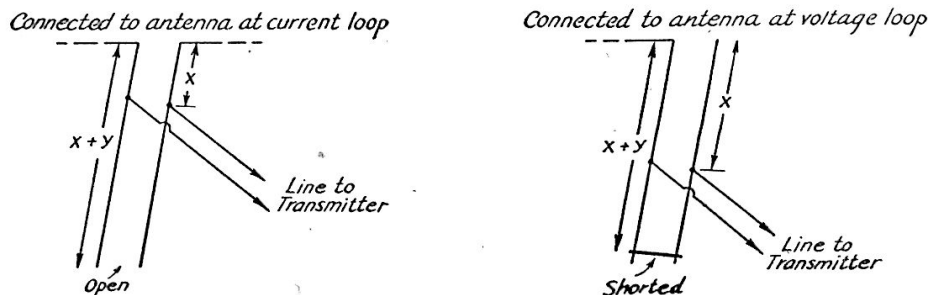 Connected to antenna at current loop
X
X + Y
Line to
Transmitter
Open
Connected to antenna at voltage loop
X
X + Y
Line to
Transmitter
Shorted